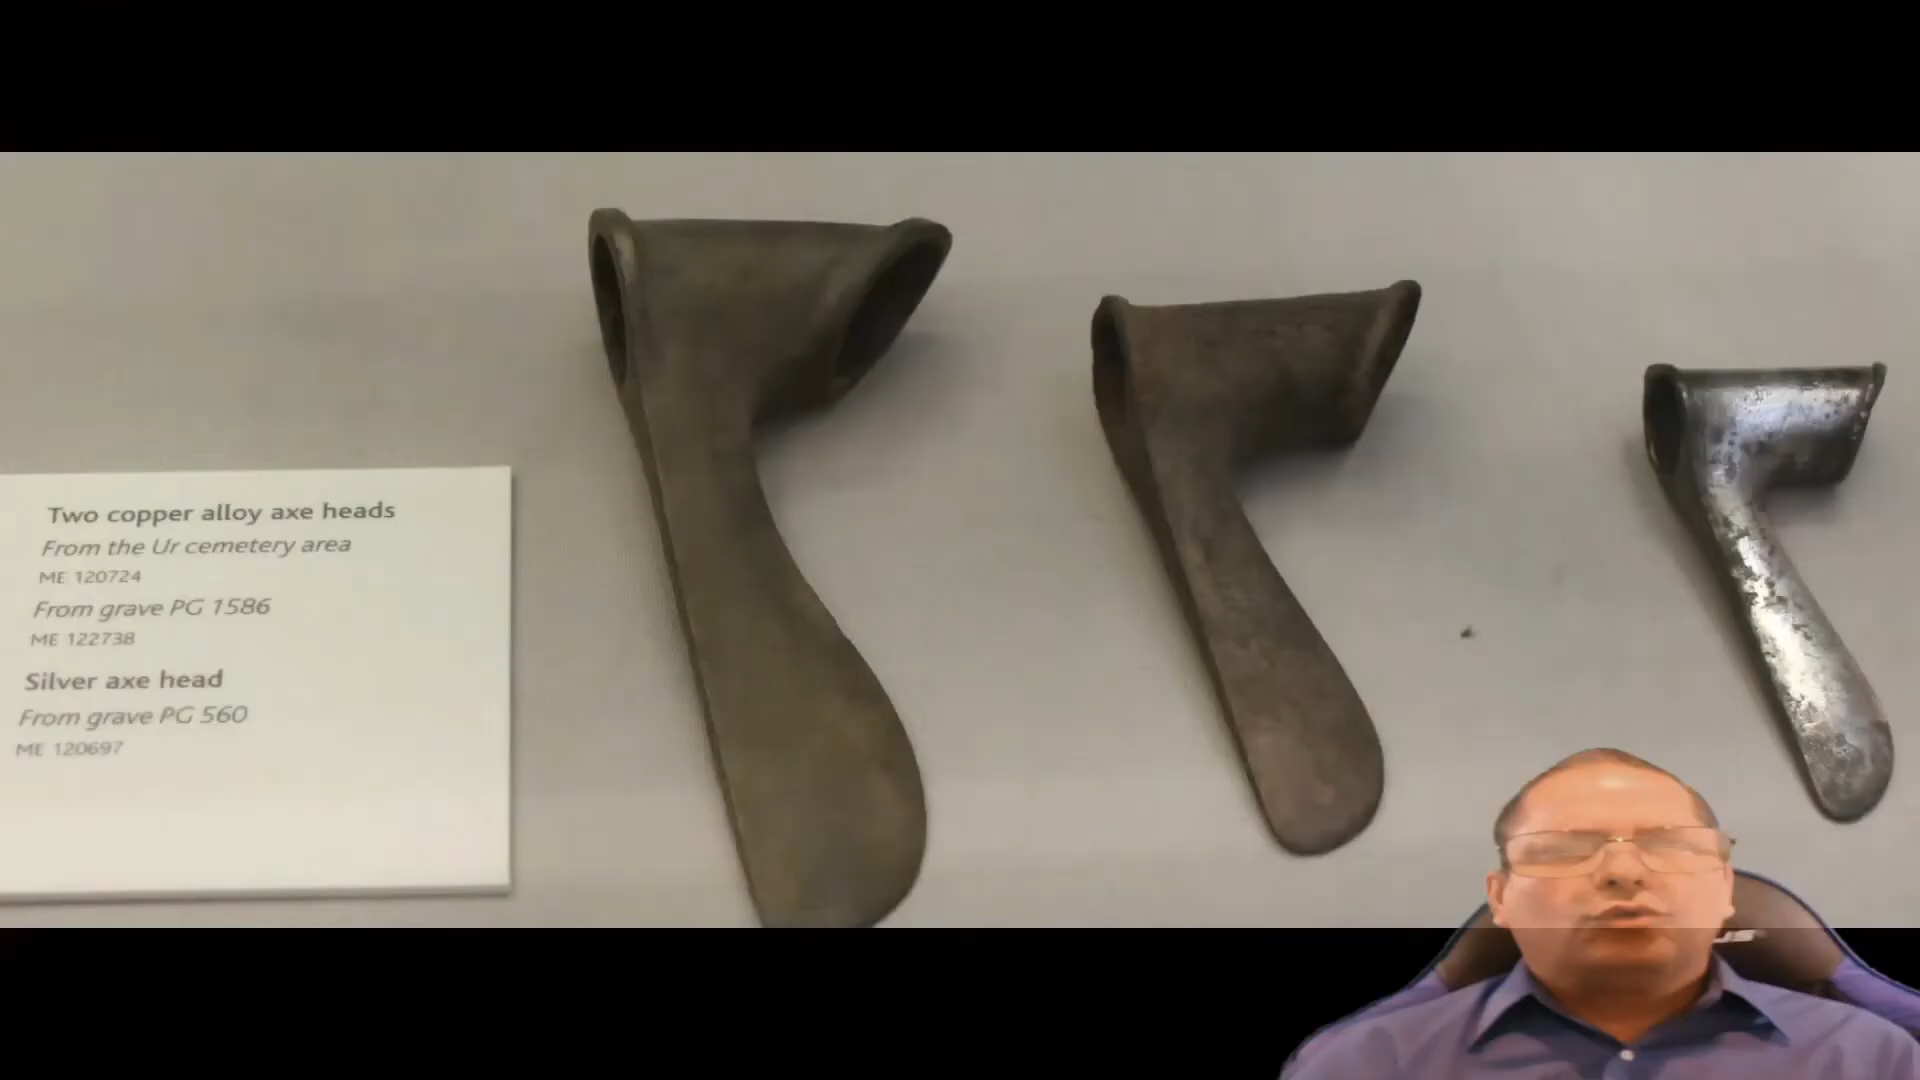 Two copper alloy axe heads
From the Ur cemetery area
ME 120724
From grave PG 1586
ME 122738
Silver axe head
From grave PG 560
ME 120697